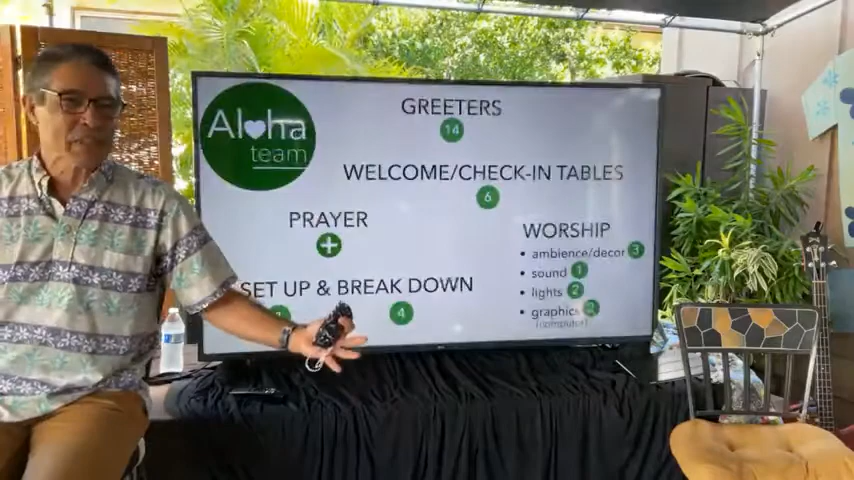 Aloha
team
GREETERS
14
WELCOME/CHECK-IN TABLES
6
PRAYER
+
WORSHIP
• ambience/decor 3
• sound 1
• lights 2
• graphics
(computer)
SET UP & BREAK DOWN
4